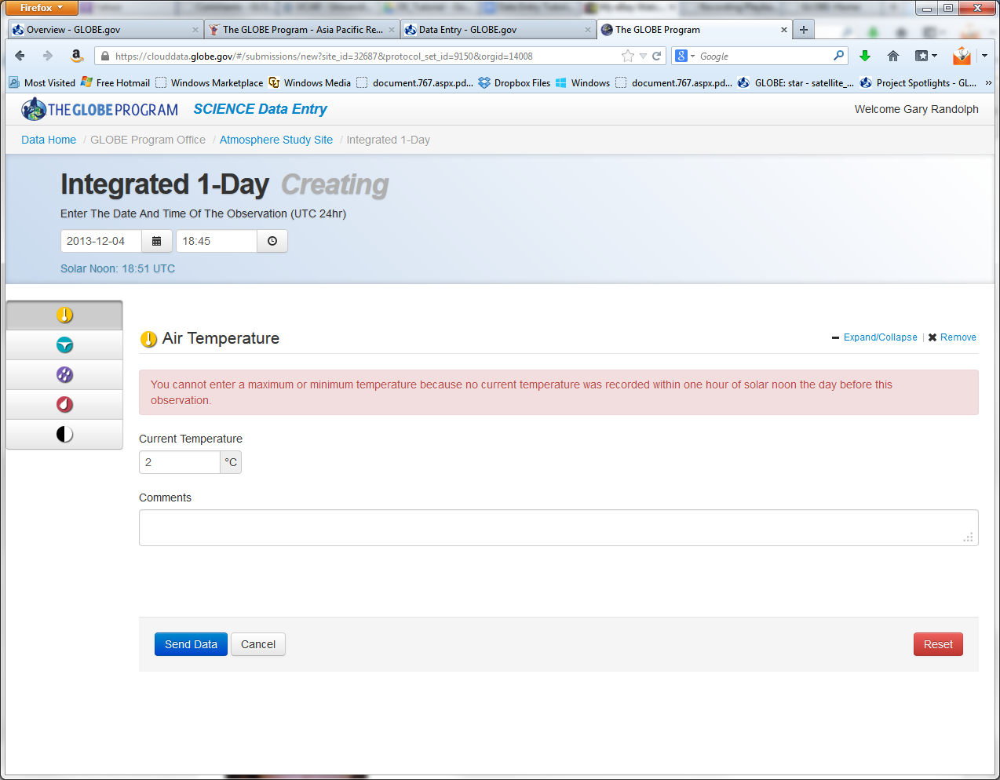 Firefox
Overview - GLOBE.gov
The GLOBE Program - Asia Pacific Re...
Data Entry - GLOBE.gov
The GLOBE Program
https://clouddata.globe.gov/#/submissions/new?site_id=32687&protocol_set_id=9150&orgid=14008
Google
Most Visited Free Hotmail Windows Marketplace Windows Media document.767.aspx.pd... Dropbox Files Windows document.767.aspx.pd... GLOBE: star - satellite_... Project Spotlights - GL... »
THE GLOBE PROGRAM SCIENCE Data Entry
Welcome Gary Randolph
Data Home / GLOBE Program Office / Atmosphere Study Site / Integrated 1-Day
Integrated 1-Day Creating
Enter The Date And Time Of The Observation (UTC 24hr)
2013-12-04 18:45
Solar Noon: 18:51 UTC
Air Temperature
Expand/Collapse | Remove
You cannot enter a maximum or minimum temperature because no current temperature was recorded within one hour of solar noon the day before this
observation.
Current Temperature
2 °C
Comments
Send Data Cancel Reset